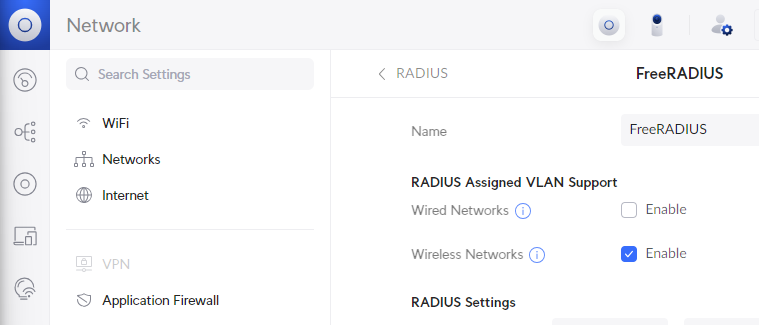 Network
Search Settings
WiFi
Networks
Internet
VPN
Application Firewall
RADIUS
FreeRADIUS
Name
FreeRADIUS
RADIUS Assigned VLAN Support
Wired Networks
Enable
Wireless Networks
Enable
RADIUS Settings